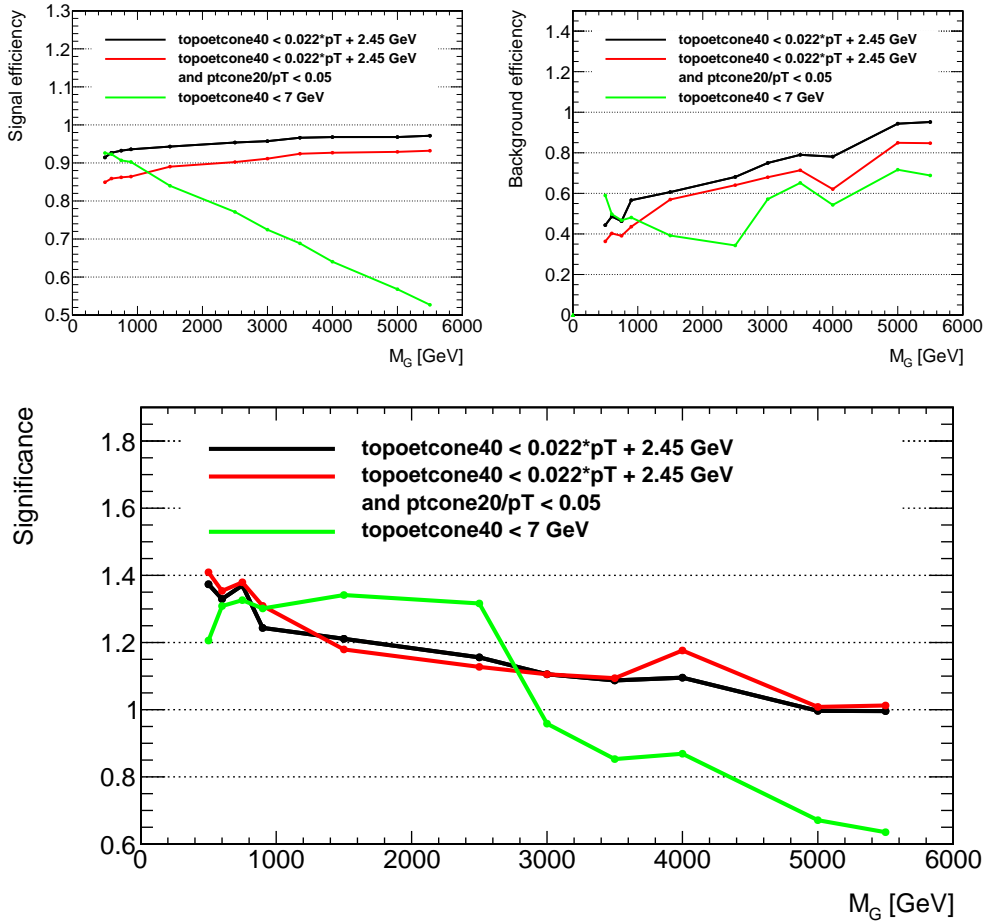 Signal efficiency
1.3
1.2
1.1
1
0.9
0.8
0.7
0.6
0.5
topoetcone40 < 0.022*pT + 2.45 GeV
topoetcone40 < 0.022*pT + 2.45 GeV
and ptcone20/pT < 0.05
topoetcone40 < 7 GeV
0 1000 2000 3000 4000 5000 6000
M_G [GeV]
Background efficiency
1.4
1.2
1
0.8
0.6
0.4
0.2
0
topoetcone40 < 0.022*pT + 2.45 GeV
topoetcone40 < 0.022*pT + 2.45 GeV
and ptcone20/pT < 0.05
topoetcone40 < 7 GeV
0 1000 2000 3000 4000 5000 6000
M_G [GeV]
Significance
1.8
1.6
1.4
1.2
1
0.8
0.6
topoetcone40 < 0.022*pT + 2.45 GeV
topoetcone40 < 0.022*pT + 2.45 GeV
and ptcone20/pT < 0.05
topoetcone40 < 7 GeV
0 1000 2000 3000 4000 5000 6000
M_G [GeV]